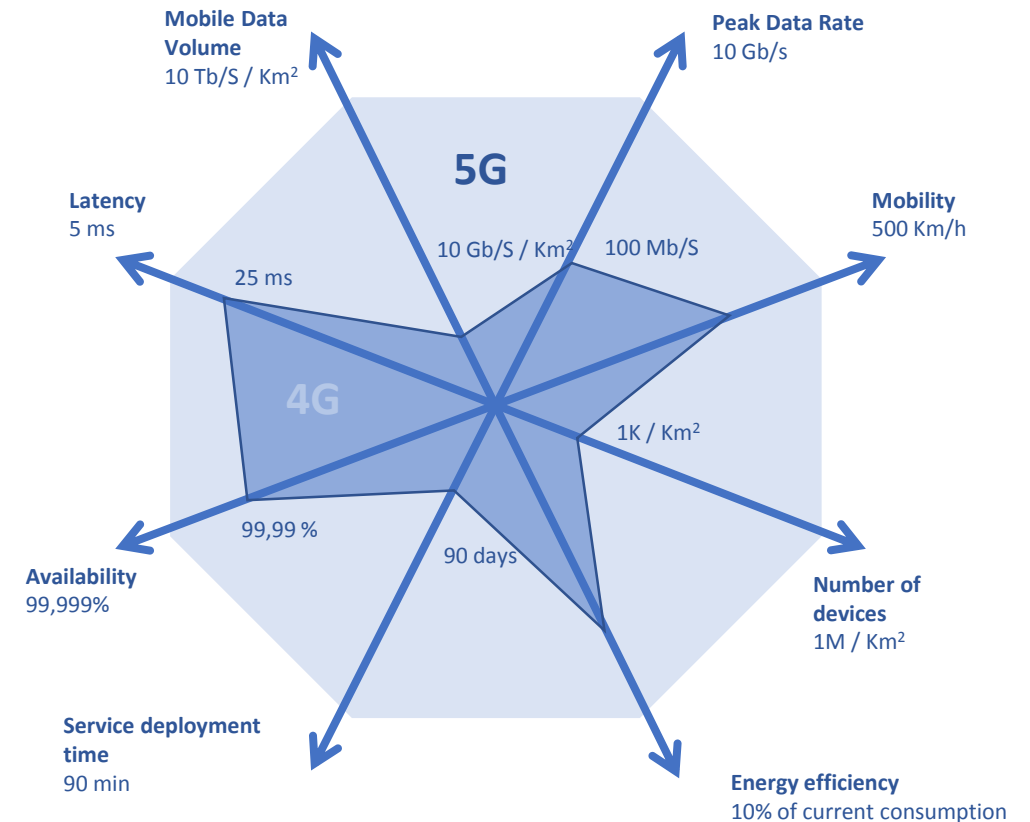 Mobile Data
Volume
10 Tb/S / Km²
Peak Data Rate
10 Gb/s
5G
Latency
5 ms
Mobility
500 Km/h
10 Gb/S / Km²
100 Mb/S
25 ms
4G
1K / Km²
99,99 %
90 days
Availability
99,999%
Number of
devices
1M / Km²
Service deployment
time
90 min
Energy efficiency
10% of current consumption